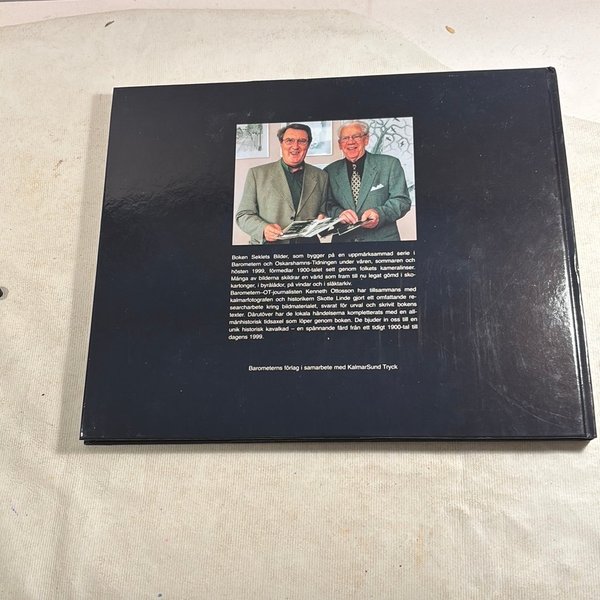 Boken Seklets Bilder, som bygger på en uppmärksammad serie i
Barometern och Oskarshamns-Tidningen under våren, sommaren och
hösten 1999, förmedlar 1900-talet sett genom folkets kameralinser.
Många av bilderna skildrar en värld som fram till nu legat gömd i sko-
kartonger, i byrålådor, på vindar och i släktarkiv.
Barometern–OT-journalisten Kenneth Ottosson har tillsammans med
kalmarfotografen och historikern Skotte Linde gjort ett omfattande re-
searcharbete kring bildmaterialet, svarat för urval och skrivit bokens
texter. Därutöver har de lokala händelserna kompletterats med en all-
mänhistorisk tidsaxel som löper genom boken. De bjuder in oss till en
unik historisk kavalkad – en spännande färd från ett tidigt 1900-tal till
dagens 1999.
Barometerns förlag i samarbete med KalmarSund Tryck